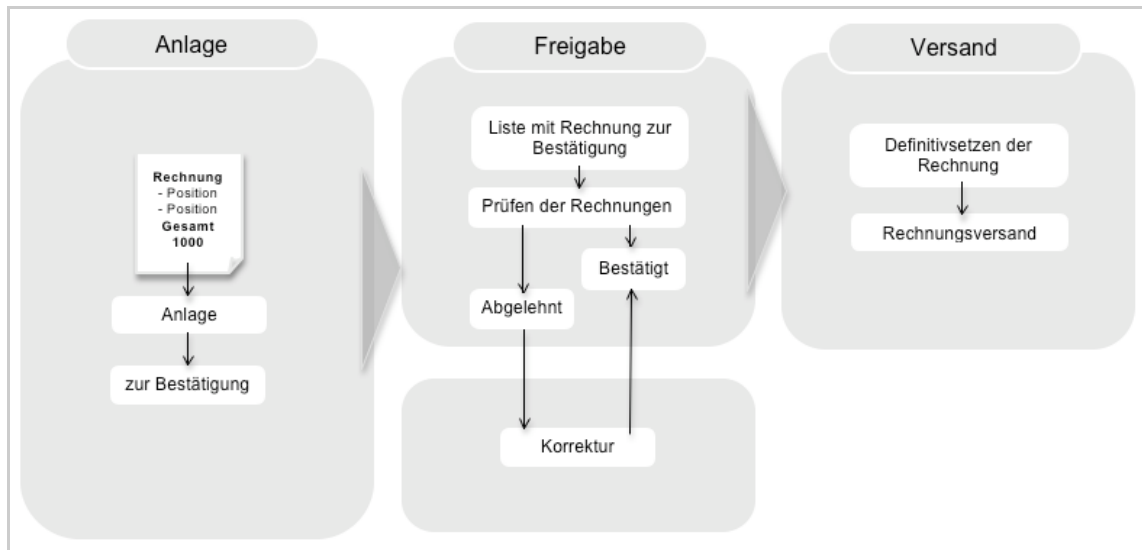 Anlage
Rechnung
- Position
- Position
Gesamt
1000
Anlage
zur Bestätigung
Freigabe
Liste mit Rechnung zur
Bestätigung
Prüfen der Rechnungen
Bestätigt
Abgelehnt
Korrektur
Versand
Definitivsetzen der
Rechnung
Rechnungsversand